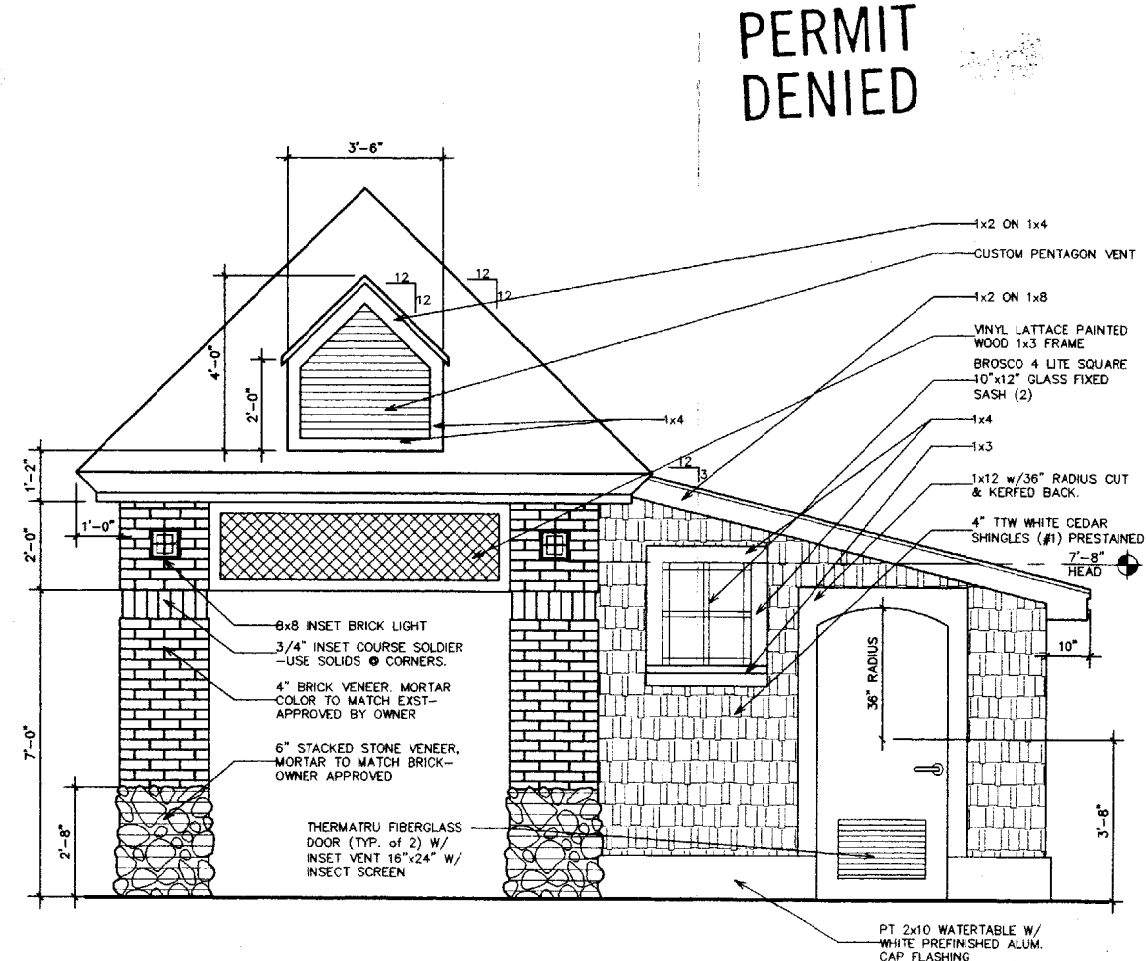 PERMIT
DENIED
3'-6"
1x2 ON 1x4
CUSTOM PENTAGON VENT
12
12
12
12
1x2 ON 1x8
4'-0"
VINYL LATTACE PAINTED
WOOD 1x3 FRAME
BROSCO 4 LITE SQUARE
10"x12" GLASS FIXED
SASH (2)
2'-0"
1x4
1x4
1x3
1'-2"
12
3
1x12 w/36" RADIUS CUT
& KERFED BACK.
1'-0"
4" TTW WHITE CEDAR
SHINGLES (#1) PRESTAINED
2'-0"
7'-8"
HEAD
8x8 INSET BRICK LIGHT
3/4" INSET COURSE SOLDIER
-USE SOLIDS @ CORNERS.
10"
36" RADIUS
4" BRICK VENEER. MORTAR
COLOR TO MATCH EXST-
APPROVED BY OWNER
7'-0"
6" STACKED STONE VENEER,
MORTAR TO MATCH BRICK-
OWNER APPROVED
2'-8"
3'-8"
THERMATRU FIBERGLASS
DOOR (TYP. of 2) W/
INSET VENT 16"x24" W/
INSECT SCREEN
PT 2x10 WATERTABLE W/
WHITE PREFINISHED ALUM.
CAP FLASHING